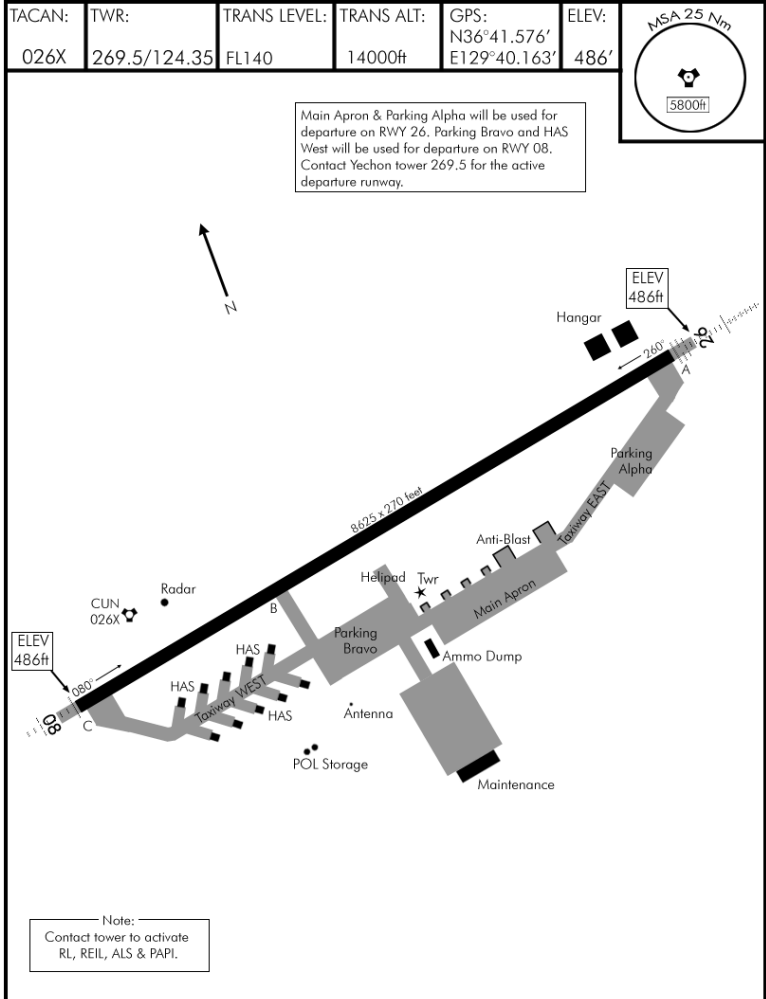 TACAN:
026X
TWR:
269.5/124.35
TRANS LEVEL:
FL140
TRANS ALT:
14000ft
GPS:
N36°41.576’
E129°40.163’
ELEV:
486’
MSA 25 Nm
5800ft
Main Apron & Parking Alpha will be used for
departure on RWY 26. Parking Bravo and HAS
West will be used for departure on RWY 08.
Contact Yechon tower 269.5 for the active
departure runway.
N
ELEV
486ft
Hangar
26
260°
A
Parking
Alpha
8625 x 270 feet
Taxiway EAST
Anti-Blast
Helipad
Twr
Main Apron
Radar
CUN
026X
B
Parking
Bravo
Ammo Dump
ELEV
486ft
HAS
080°
HAS
Taxiway WEST
HAS
08
C
Antenna
POL Storage
Maintenance
Note:
Contact tower to activate
RL, REIL, ALS & PAPI.